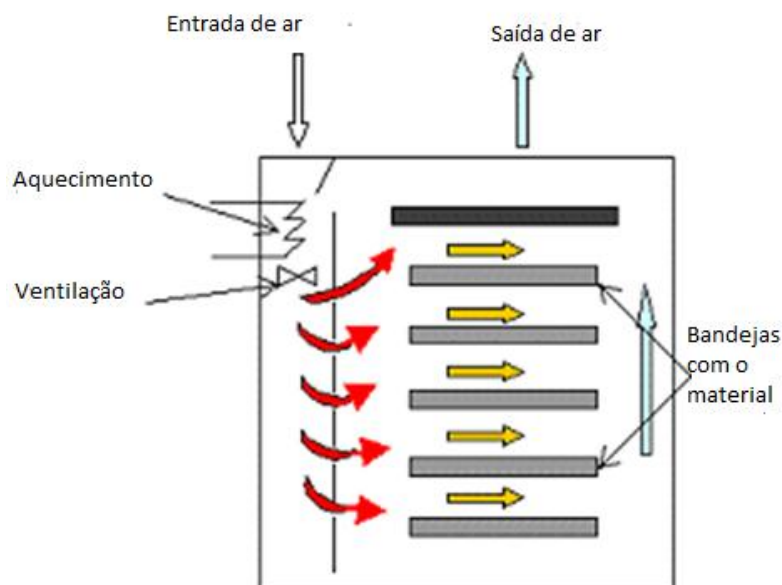 Entrada de ar
Saída de ar
Aquecimento
Ventilação
Bandejas
com o
material